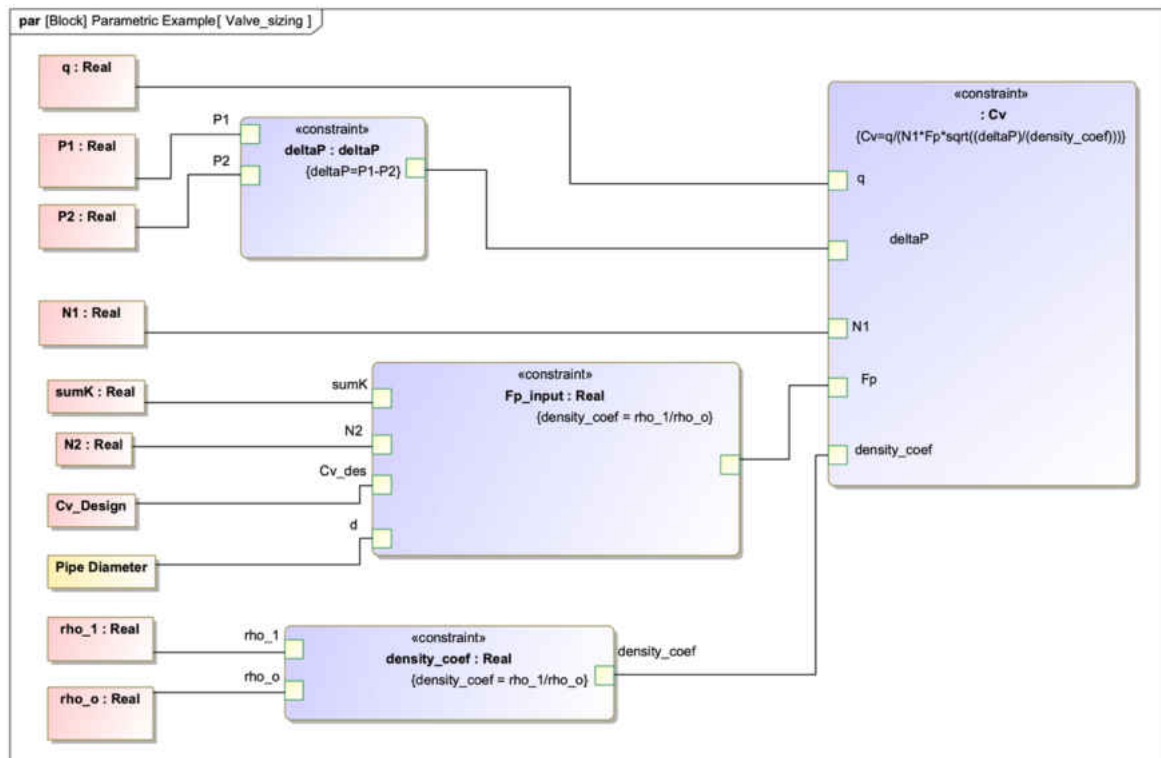 par [Block] Parametric Example[ Valve_sizing ]
q : Real
P1 : Real
P2 : Real
N1 : Real
sumK : Real
N2 : Real
Cv_Design
Pipe Diameter
rho_1 : Real
rho_o : Real
P1
P2
«constraint»
deltaP : deltaP
{deltaP=P1-P2}
sumK
N2
Cv_des
d
«constraint»
Fp_input : Real
{density_coef = rho_1/rho_o}
rho_1
rho_o
«constraint»
density_coef : Real
{density_coef = rho_1/rho_o}
density_coef
«constraint»
: Cv
{Cv=q/(N1*Fp*sqrt((deltaP)/(density_coef)))}
q
deltaP
N1
Fp
density_coef